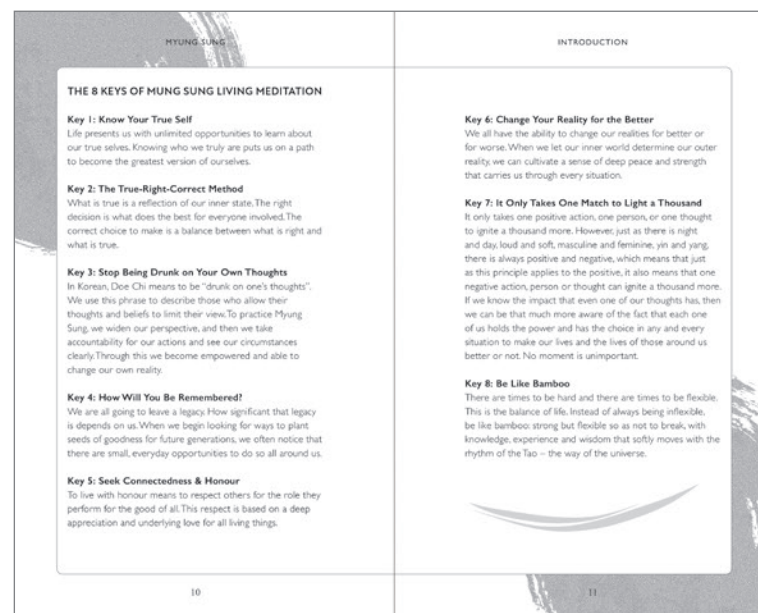 MYUNG SUNG
THE 8 KEYS OF MUNG SUNG LIVING MEDITATION
Key 1: Know Your True Self
Life presents us with unlimited opportunities to learn about
our true selves. Knowing who we truly are puts us on a path
to become the greatest version of ourselves.
Key 2: The True-Right-Correct Method
What is true is a reflection of our inner state. The right
decision is what does the best for everyone involved. The
correct choice to make is a balance between what is right and
what is true.
Key 3: Stop Being Drunk on Your Own Thoughts
In Korean, Doe Chi means to be “drunk on one's thoughts”.
We use this phrase to describe those who allow their
thoughts and beliefs to limit their view. To practice Myung
Sung, we widen our perspective, and then we take
accountability for our actions and see our circumstances
clearly. Through this we become empowered and able to
change our own reality.
Key 4: How Will You Be Remembered?
We are all going to leave a legacy. How significant that legacy
is depends on us. When we begin looking for ways to plant
seeds of goodness for future generations, we often notice that
there are small, everyday opportunities to do so all around us.
Key 5: Seek Connectedness & Honour
To live with honour means to respect others for the role they
perform for the good of all. This respect is based on a deep
appreciation and underlying love for all living things.
10
INTRODUCTION
Key 6: Change Your Reality for the Better
We all have the ability to change our realities for better or
for worse. When we let our inner world determine our outer
reality, we can cultivate a sense of deep peace and strength
that carries us through every situation.
Key 7: It Only Takes One Match to Light a Thousand
It only takes one positive action, one person, or one thought
to ignite a thousand more. However, just as there is night
and day, loud and soft, masculine and feminine, yin and yang,
there is always positive and negative, which means that just
as this principle applies to the positive, it also means that one
negative action, person or thought can ignite a thousand more.
If we know the impact that even one of our thoughts has, then
we can be that much more aware of the fact that each one
of us holds the power and has the choice in any and every
situation to make our lives and the lives of those around us
better or not. No moment is unimportant.
Key 8: Be Like Bamboo
There are times to be hard and there are times to be flexible.
This is the balance of life. Instead of always being inflexible,
be like bamboo: strong but flexible so as not to break, with
knowledge, experience and wisdom that softly moves with the
rhythm of the Tao – the way of the universe.
11